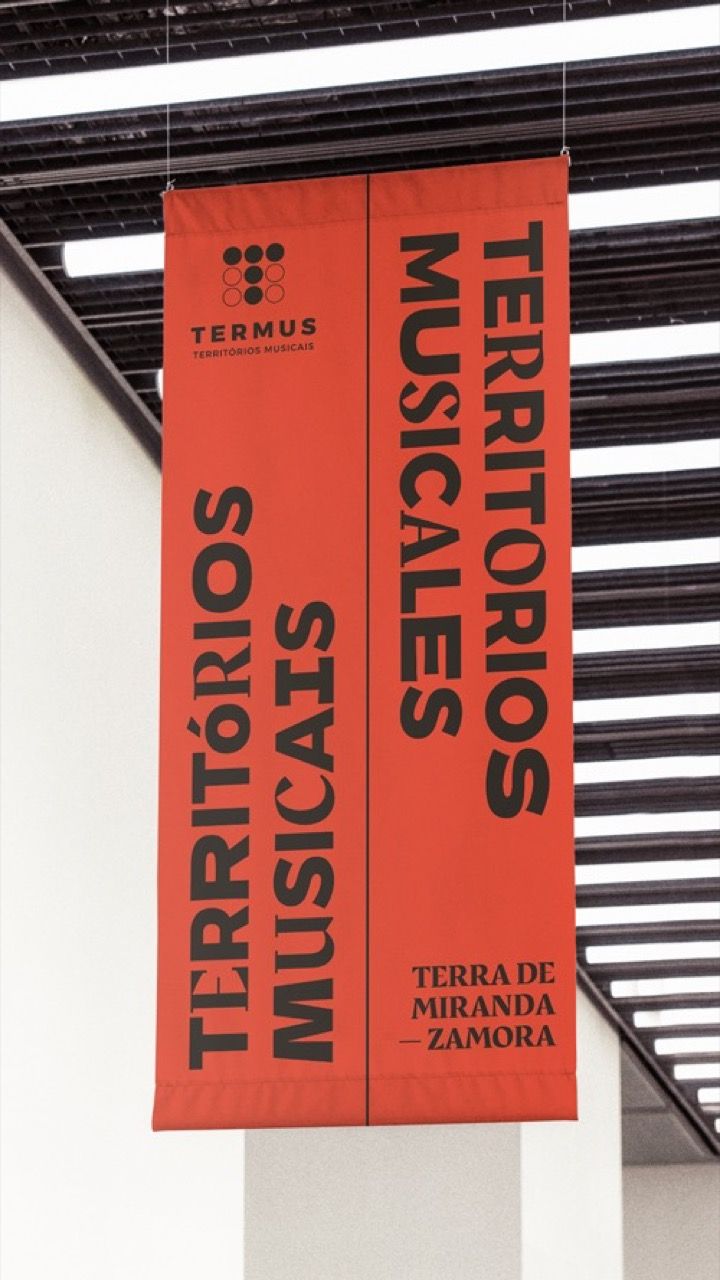 TERMUS
TERRITÓRIOS MUSICAIS
TERRITÓRIOS
MUSICAIS
TERRITORIOS
MUSICALES
TERRA DE
MIRANDA
— ZAMORA